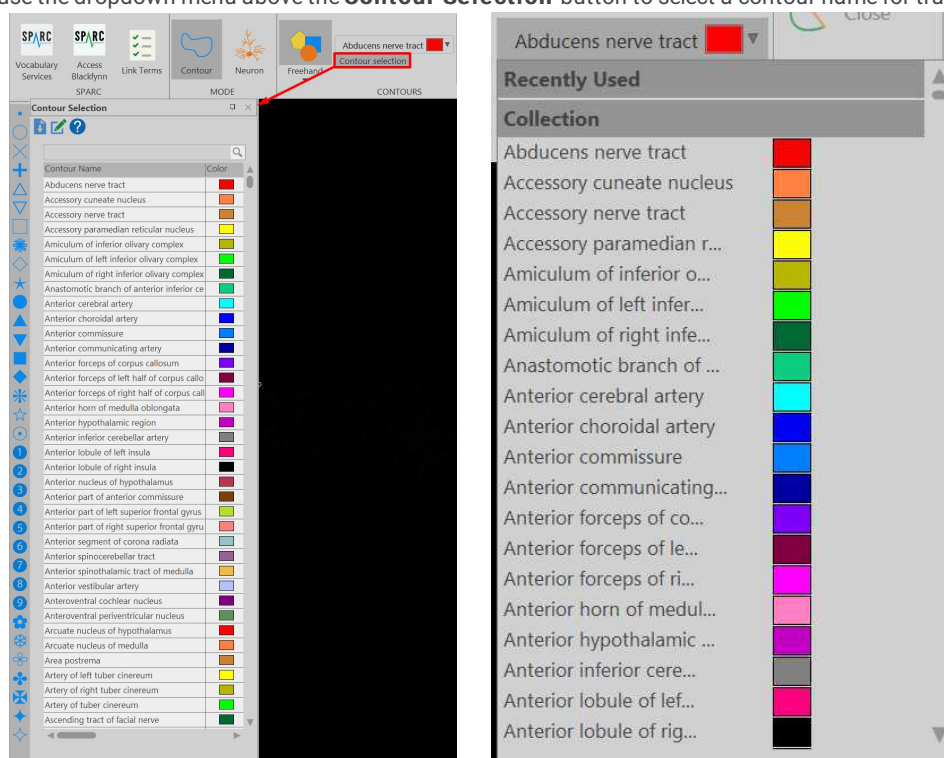 use the dropdown menu above the Contour Selection button to select a contour name for tra
SPARC
SPARC
Vocabulary Services
Access Blackfynn
Link Terms
Contour
Neuron
Freehand
Abducens nerve tract
Contour selection
SPARC
MODE
CONTOURS
Contour Selection
Contour Name Color
Abducens nerve tract
Accessory cuneate nucleus
Accessory nerve tract
Accessory paramedian reticular nucleus
Amiculum of inferior olivary complex
Amiculum of left inferior olivary complex
Amiculum of right inferior olivary complex
Anastomotic branch of anterior inferior ce
Anterior cerebral artery
Anterior choroidal artery
Anterior commissure
Anterior communicating artery
Anterior forceps of corpus callosum
Anterior forceps of left half of corpus callo
Anterior forceps of right half of corpus call
Anterior horn of medulla oblongata
Anterior hypothalamic region
Anterior inferior cerebellar artery
Anterior lobule of left insula
Anterior lobule of right insula
Anterior nucleus of hypothalamus
Anterior part of anterior commissure
Anterior part of left superior frontal gyrus
Anterior part of right superior frontal gyru
Anterior segment of corona radiata
Anterior spinocerebellar tract
Anterior spinothalamic tract of medulla
Anterior vestibular artery
Anteroventral cochlear nucleus
Anteroventral periventricular nucleus
Arcuate nucleus of hypothalamus
Arcuate nucleus of medulla
Area postrema
Artery of left tuber cinereum
Artery of right tuber cinereum
Artery of tuber cinereum
Ascending tract of facial nerve
1
2
3
4
5
6
7
8
9
Abducens nerve tract
Close
Recently Used
Collection
Abducens nerve tract
Accessory cuneate nucleus
Accessory nerve tract
Accessory paramedian r...
Amiculum of inferior o...
Amiculum of left infer...
Amiculum of right infe...
Anastomotic branch of ...
Anterior cerebral artery
Anterior choroidal artery
Anterior commissure
Anterior communicating...
Anterior forceps of co...
Anterior forceps of le...
Anterior forceps of ri...
Anterior horn of medul...
Anterior hypothalamic ...
Anterior inferior cere...
Anterior lobule of lef...
Anterior lobule of rig...